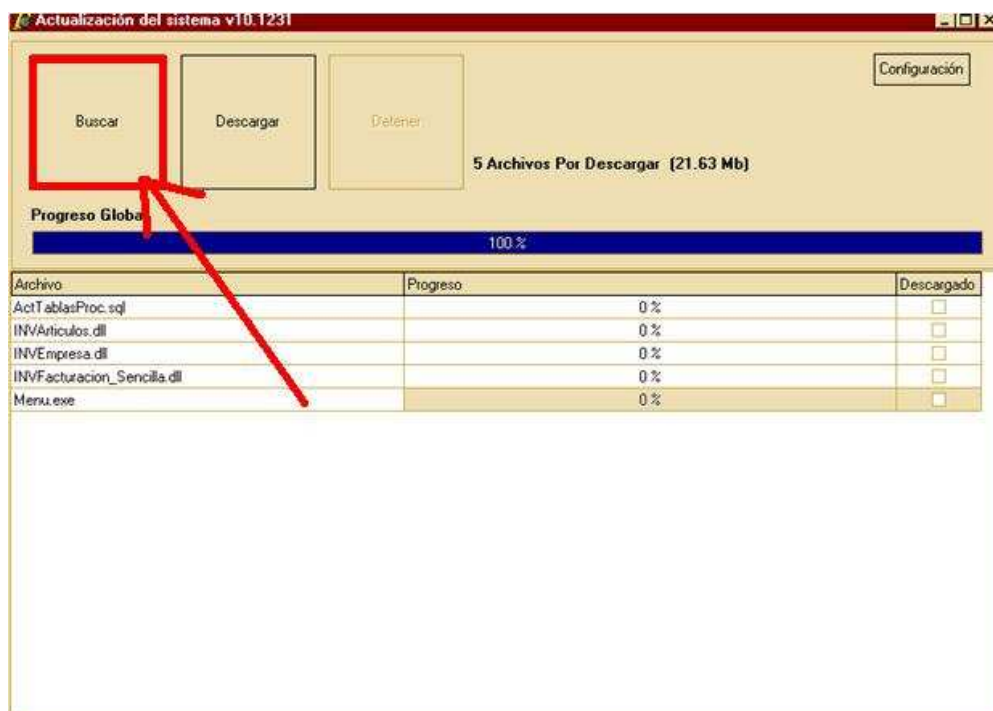 Actualización del sistema v10.1231
Configuración
Buscar Descargar Detener
5 Archivos Por Descargar (21.63 Mb)
Progreso Global
100 %
Archivo Progreso Descargado
ActTablasProc.sql 0 %
INVArticulos.dll 0 %
INVEmpresa.dll 0 %
INVFacturacion_Sencilla.dll 0 %
Menu.exe 0 %